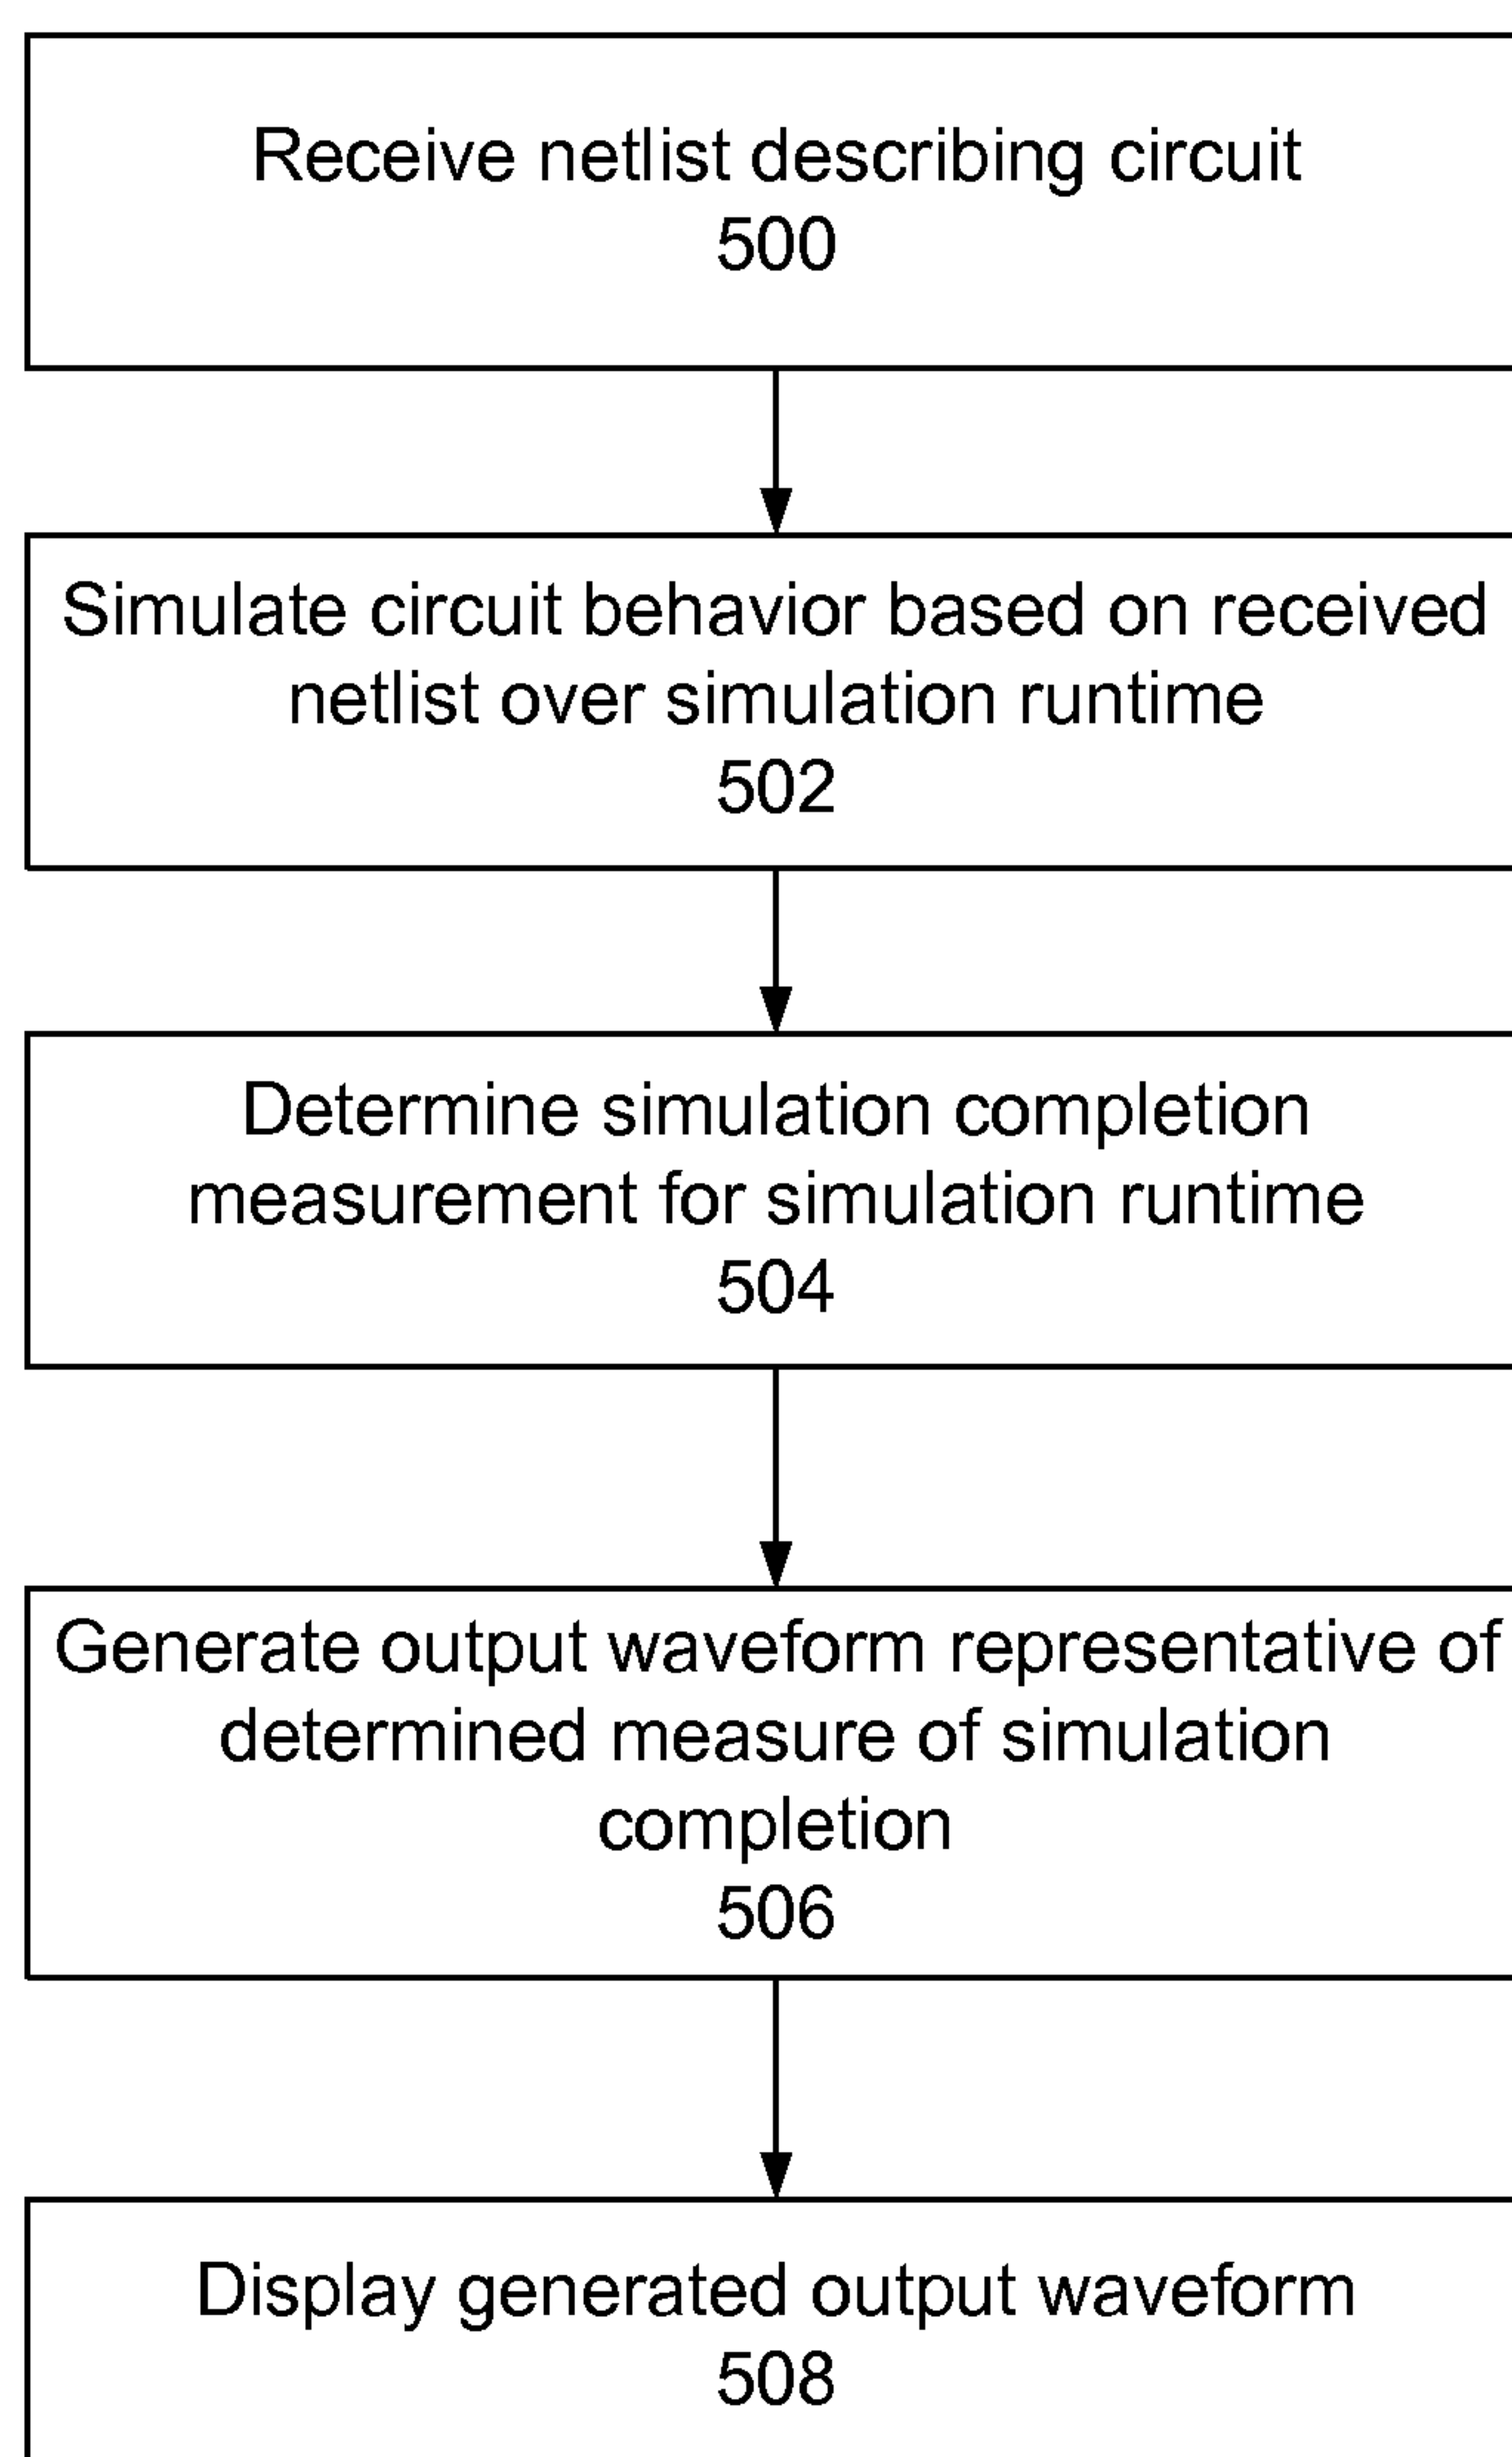 Receive netlist describing circuit
500
Simulate circuit behavior based on received
netlist over simulation runtime
502
Determine simulation completion
measurement for simulation runtime
504
Generate output waveform representative of
determined measure of simulation
completion
506
Display generated output waveform
508